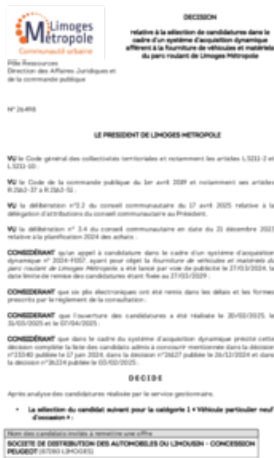 Limoges
Métropole
Communauté urbaine
Pôle Ressources
Direction des Affaires Juridiques et
de la commande publique
DECISION
relative à la sélection de candidatures dans le
cadre d'un système d'acquisition dynamique
afférent à la fourniture de véhicules et matériels
du parc roulant de Limoges Métropole
N° 26498
LE PRESIDENT DE LIMOGES METROPOLE
VU le Code général des collectivités territoriales et notamment les articles L.5211-2 et
L.5211-10 ;
VU le Code de la commande publique du 1er avril 2019 et notamment ses articles
R.2162-37 à R.2162-51 ;
VU la délibération n°2.2 du conseil communautaire du 17 avril 2025 relative à la
délégation d'attributions du conseil communautaire au Président.
VU la délibération n° 3.4 du conseil communautaire en date du 21 décembre 2023
relative à la planification 2024 des achats ;
CONSIDÉRANT qu'un appel à candidature dans le cadre d'un système d'acquisition
dynamique n° 2024-F057, ayant pour objet la fourniture de véhicules et matériels du
parc roulant de Limoges Métropole a été lancé par voie de publicité le 27/03/2024, la
date limite de remise des candidatures étant fixée au 27/03/2029 ;
CONSIDERANT que six plis électroniques ont été remis dans les délais et les formes
prescrits par le règlement de la consultation ;
CONSIDERANT que l'ouverture des candidatures a été réalisée le 20/03/2025, le
31/03/2025 et le 07/04/2025 ;
CONSIDÉRANT que dans le cadre du système d'acquisition dynamique précité cette
décision complète la liste des candidats admis à concourir mentionnée dans la décision
publiée le 17 juin 2024, dans la décision publiée le 26/12/2024 et dans
la décision publiée le 03/02/2025 ;
DECIDE
Après analyse des candidatures réalisée par le service gestionnaire,
• La sélection du candidat suivant pour la catégorie 1 « Véhicule particulier neuf
d'occasion » :
Nom des candidats invités à remettre une offre
SOCIETE DE DISTRIBUTION DES AUTOMOBILES DU LIMOUSIN - CONCESSION
PEUGEOT (87280 LIMOGES)